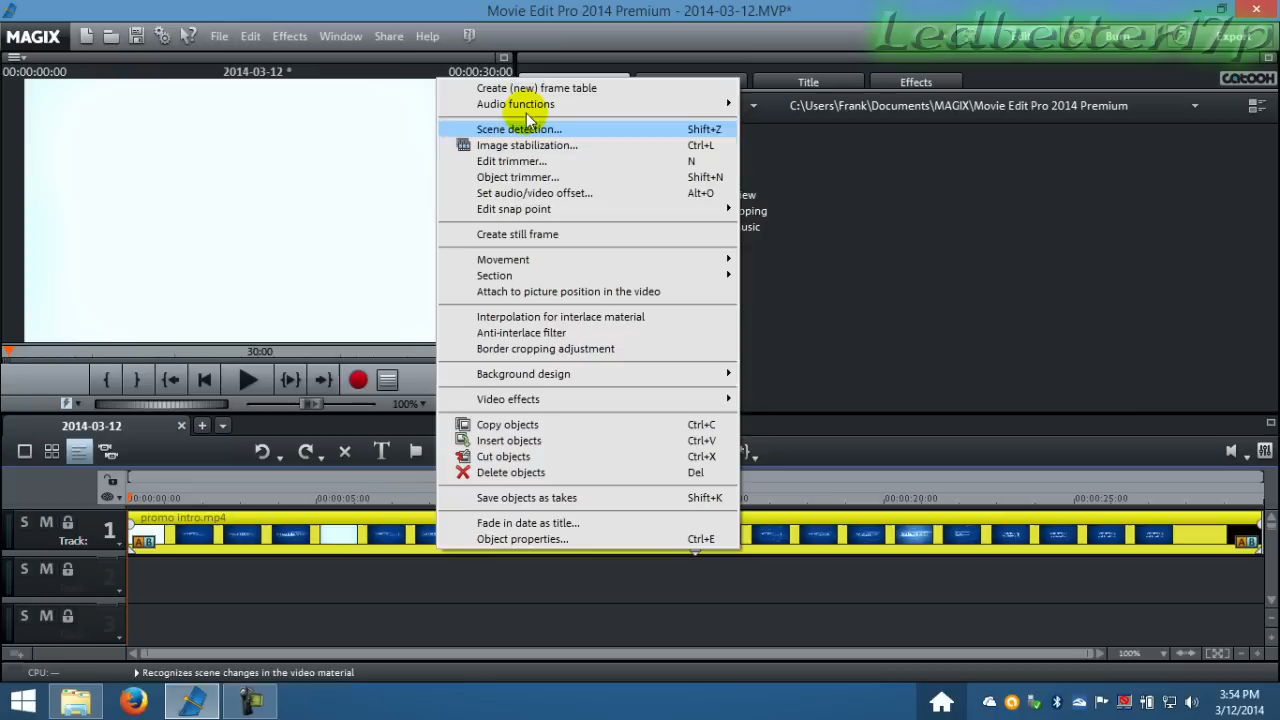 Movie Edit Pro 2014 Premium - 2014-03-12.MVP*
Ledbetter17p
MAGIX File Edit Effects Window Share Help Edit Burn Export
00:00:00:00 2014-03-12 * 00:00:30:00
Title Effects catooh
C:\Users\Frank\Documents\MAGIX\Movie Edit Pro 2014 Premium
Create (new) frame table
Audio functions
Scene detection... Shift+Z
Image stabilization... Ctrl+L
Edit trimmer... N
Object trimmer... Shift+N
Set audio/video offset... Alt+O
Edit snap point
Create still frame
Movement
Section
Attach to picture position in the video
Interpolation for interlace material
Anti-interlace filter
Border cropping adjustment
Background design
Video effects
Copy objects Ctrl+C
Insert objects Ctrl+V
Cut objects Ctrl+X
Delete objects Del
Save objects as takes Shift+K
Fade in date as title...
Object properties... Ctrl+E
30:00
100%
2014-03-12
00:00:00:00 00:00:05:00 00:00:20:00 00:00:25:00
S M 1 Track: promo intro.mp4
A B A B
S M 2
S M 3
100%
CPU: — Recognizes scene changes in the video material
3:54 PM
3/12/2014